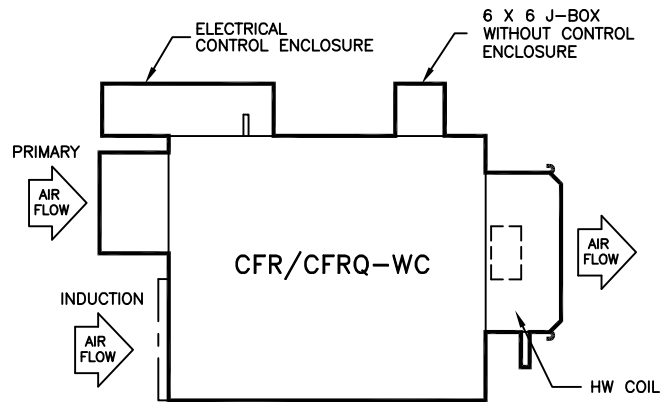 ELECTRICAL
CONTROL ENCLOSURE
6 X 6 J-BOX
WITHOUT CONTROL
ENCLOSURE
PRIMARY
AIR
FLOW
CFR/CFRQ-WC
AIR
FLOW
INDUCTION
AIR
FLOW
HW COIL